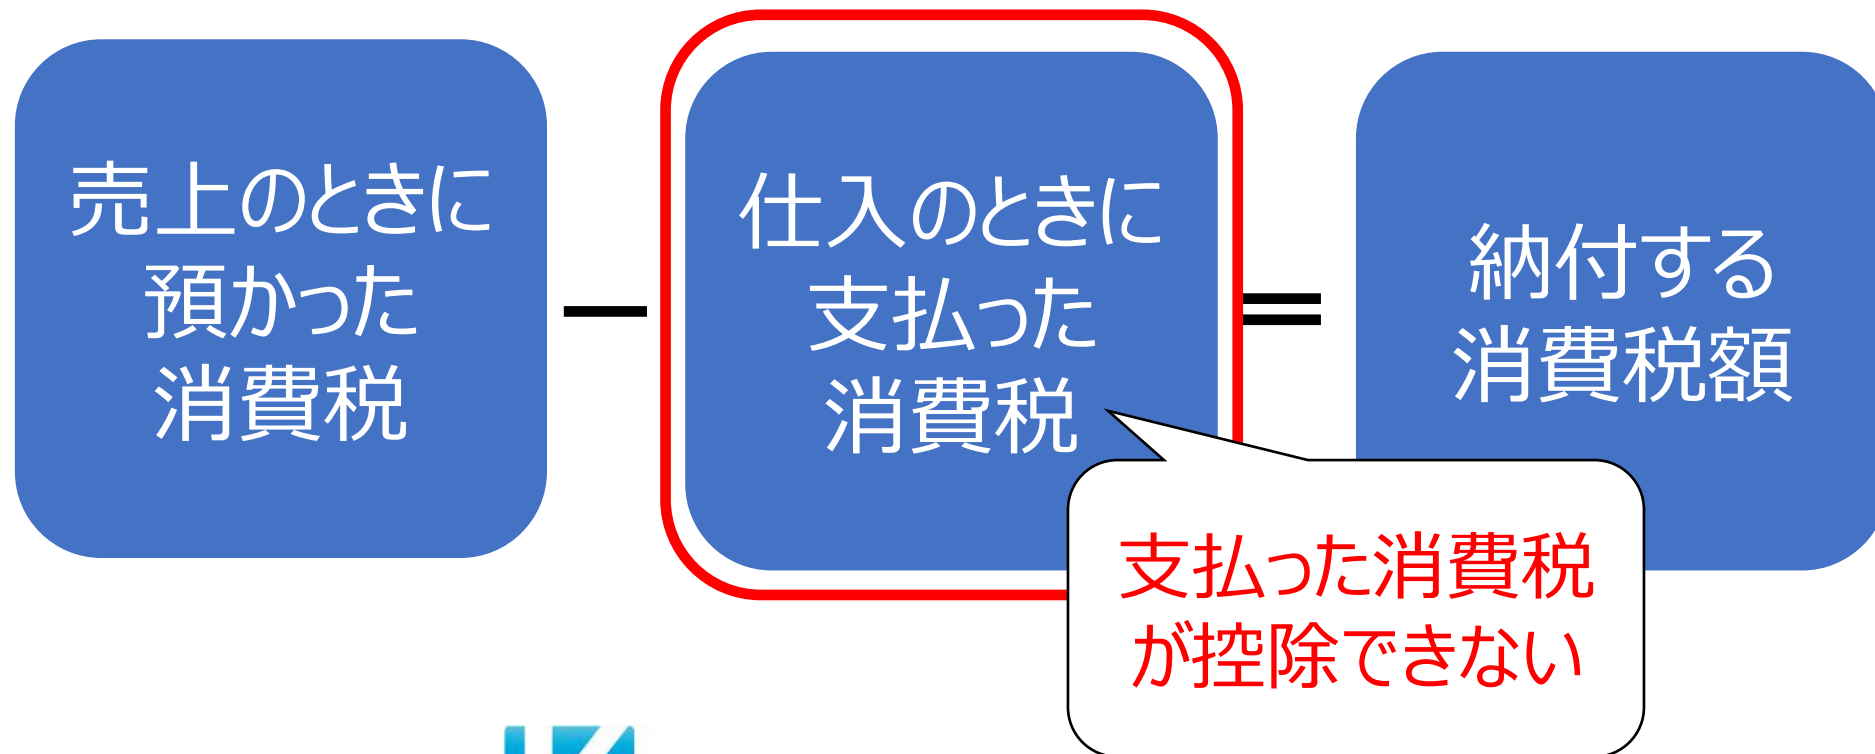 売上のときに
預かった
消費税
－
仕入のときに
支払った
消費税
＝
納付する
消費税額
支払った消費税
が控除できない